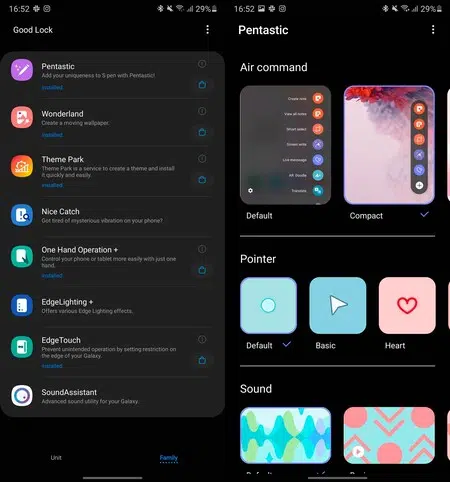 16:52
29%
Good Lock
Pentastic
Add your uniqueness to S pen with Pentastic!
Installed
Wonderland
Create a moving wallpaper.
Installed
Theme Park
Theme Park is a service to create a theme and install
it quickly and easily.
Installed
Nice Catch
Got tired of mysterious vibration on your phone?
One Hand Operation +
Control your phone or tablet more easily with just one
hand.
Installed
EdgeLighting +
Offers various Edge Lighting effects.
EdgeTouch
Prevent unintended operation by setting restriction on
the edge of your Galaxy.
Installed
SoundAssistant
Advanced sound utility for your Galaxy.
Unit
Family
16:52
29%
Pentastic
Air command
Create note
View all notes
Smart select
Screen write
Live message
AR Doodle
Translate
Default
Compact
Pointer
Default
Basic
Heart
Sound
Default
Basic